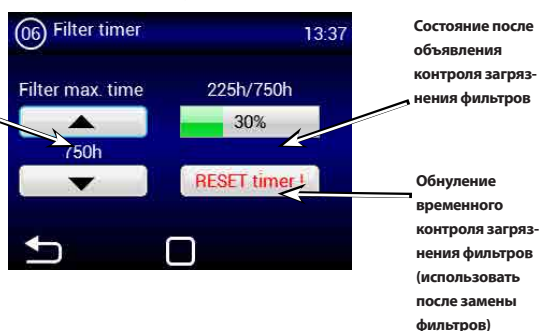 06 Filter timer 13:37
Filter max. time
225h/750h
30%
750h
RESET timer !
Состояние после
объявления
контроля загряз-
нения фильтров
Обнуление
временного
контроля загряз-
нения фильтров
(использовать
после замены
фильтров)